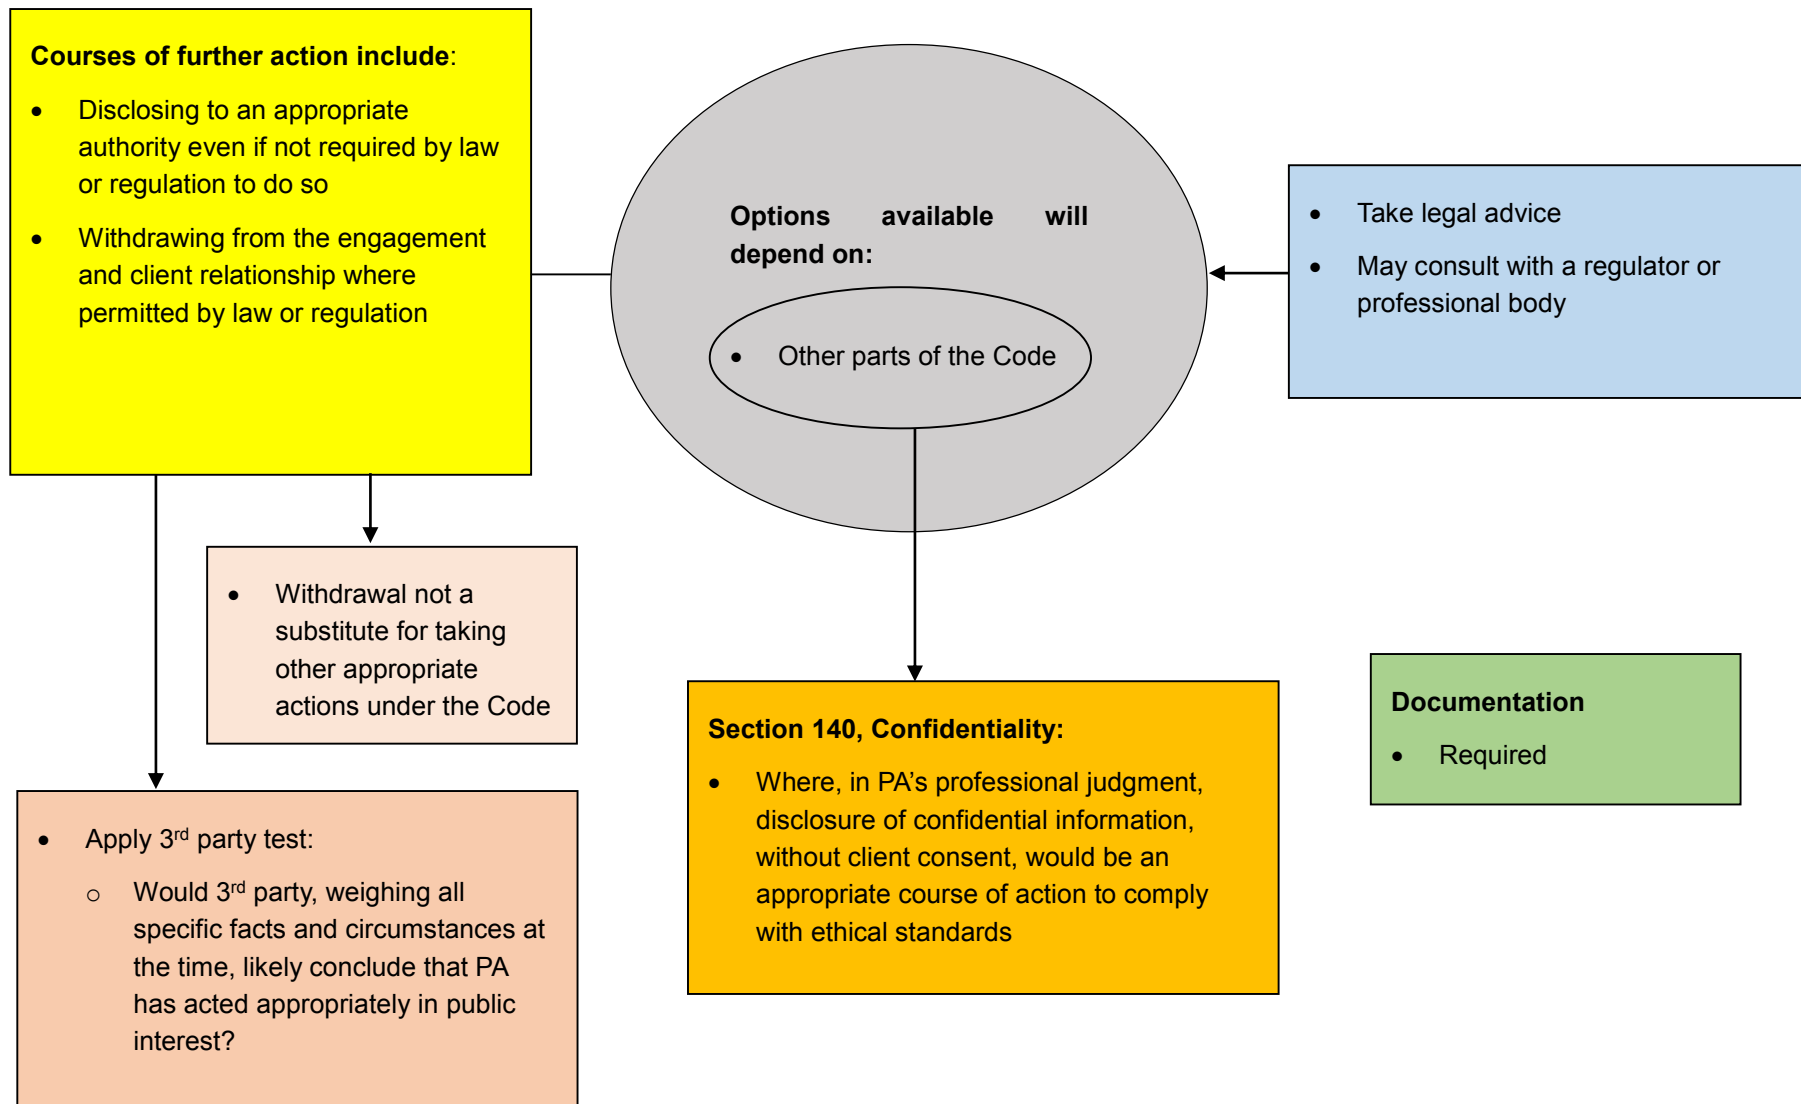 Courses of further action include:
• Disclosing to an appropriate
authority even if not required by law
or regulation to do so
• Withdrawing from the engagement
and client relationship where
permitted by law or regulation
Options available will
depend on:
• Other parts of the Code
• Take legal advice
• May consult with a regulator or
professional body
• Withdrawal not a
substitute for taking
other appropriate
actions under the Code
• Apply 3rd party test:
o Would 3rd party, weighing all
specific facts and circumstances at
the time, likely conclude that PA
has acted appropriately in public
interest?
Section 140, Confidentiality:
• Where, in PA’s professional judgment,
disclosure of confidential information,
without client consent, would be an
appropriate course of action to comply
with ethical standards
Documentation
• Required